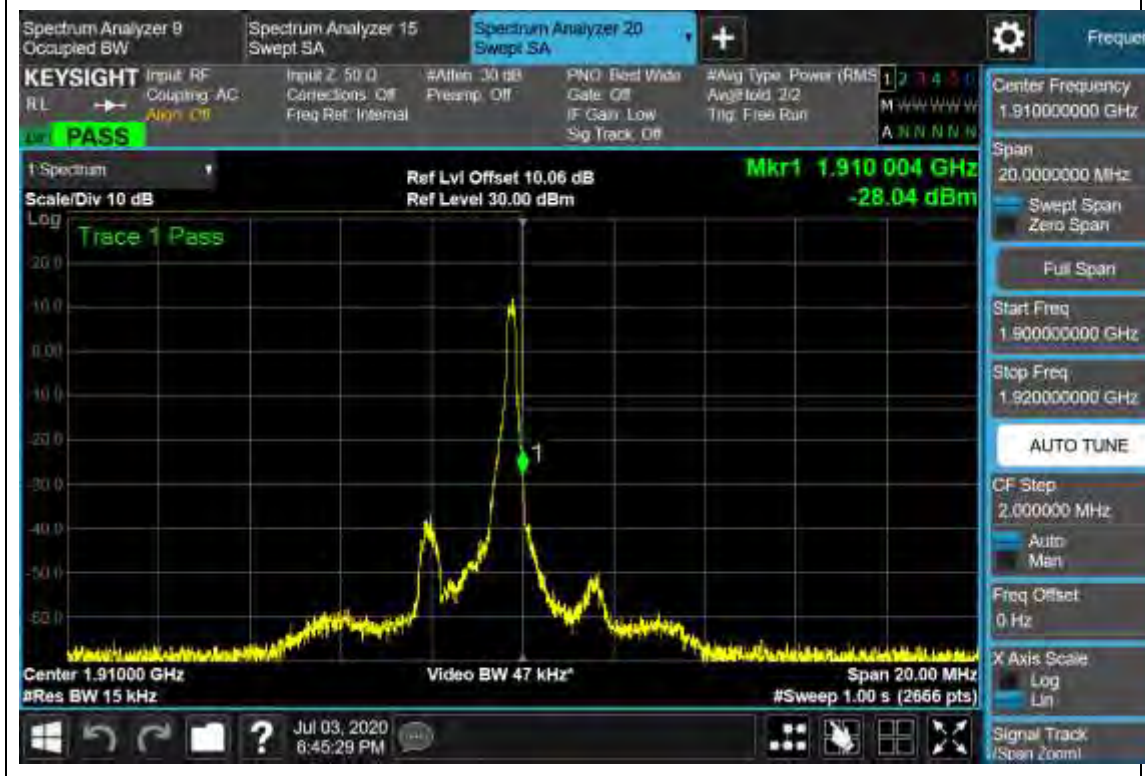 Spectrum Analyzer 9
Occupied BW
Spectrum Analyzer 15
Swept SA
Spectrum Analyzer 20
Swept SA
Frequen
KEYSIGHT
RL
Input: RF
Coupling: AC
Align: Off
Input Z: 50 Ω
Corrections: Off
Freq Ref: Internal
#Atten: 30 dB
Preamp: Off
PNO: Best Wide
Gate: Off
IF Gain: Low
Sig Track: Off
#Avg Type: Power (RMS
Avg|Hold: 2/2
Trig: Free Run
1 2 3 4 5 6
M W W W W W
A N N N N N
PASS
1 Spectrum
Scale/Div 10 dB
Ref Lvl Offset 10.06 dB
Ref Level 30.00 dBm
Mkr1 1.910 004 GHz
-28.04 dBm
Log
Trace 1 Pass
20.0
10.0
0.00
-10.0
-20.0
-30.0
-40.0
-50.0
-60.0
1
Center 1.91000 GHz
#Res BW 15 kHz
Video BW 47 kHz*
Span 20.00 MHz
#Sweep 1.00 s (2666 pts)
Center Frequency
1.910000000 GHz
Span
20.0000000 MHz
Swept Span
Zero Span
Full Span
Start Freq
1.900000000 GHz
Stop Freq
1.920000000 GHz
AUTO TUNE
CF Step
2.000000 MHz
Auto
Man
Freq Offset
0 Hz
X Axis Scale
Log
Lin
Signal Track
(Span Zoom)
?
Jul 03, 2020
8:45:29 PM